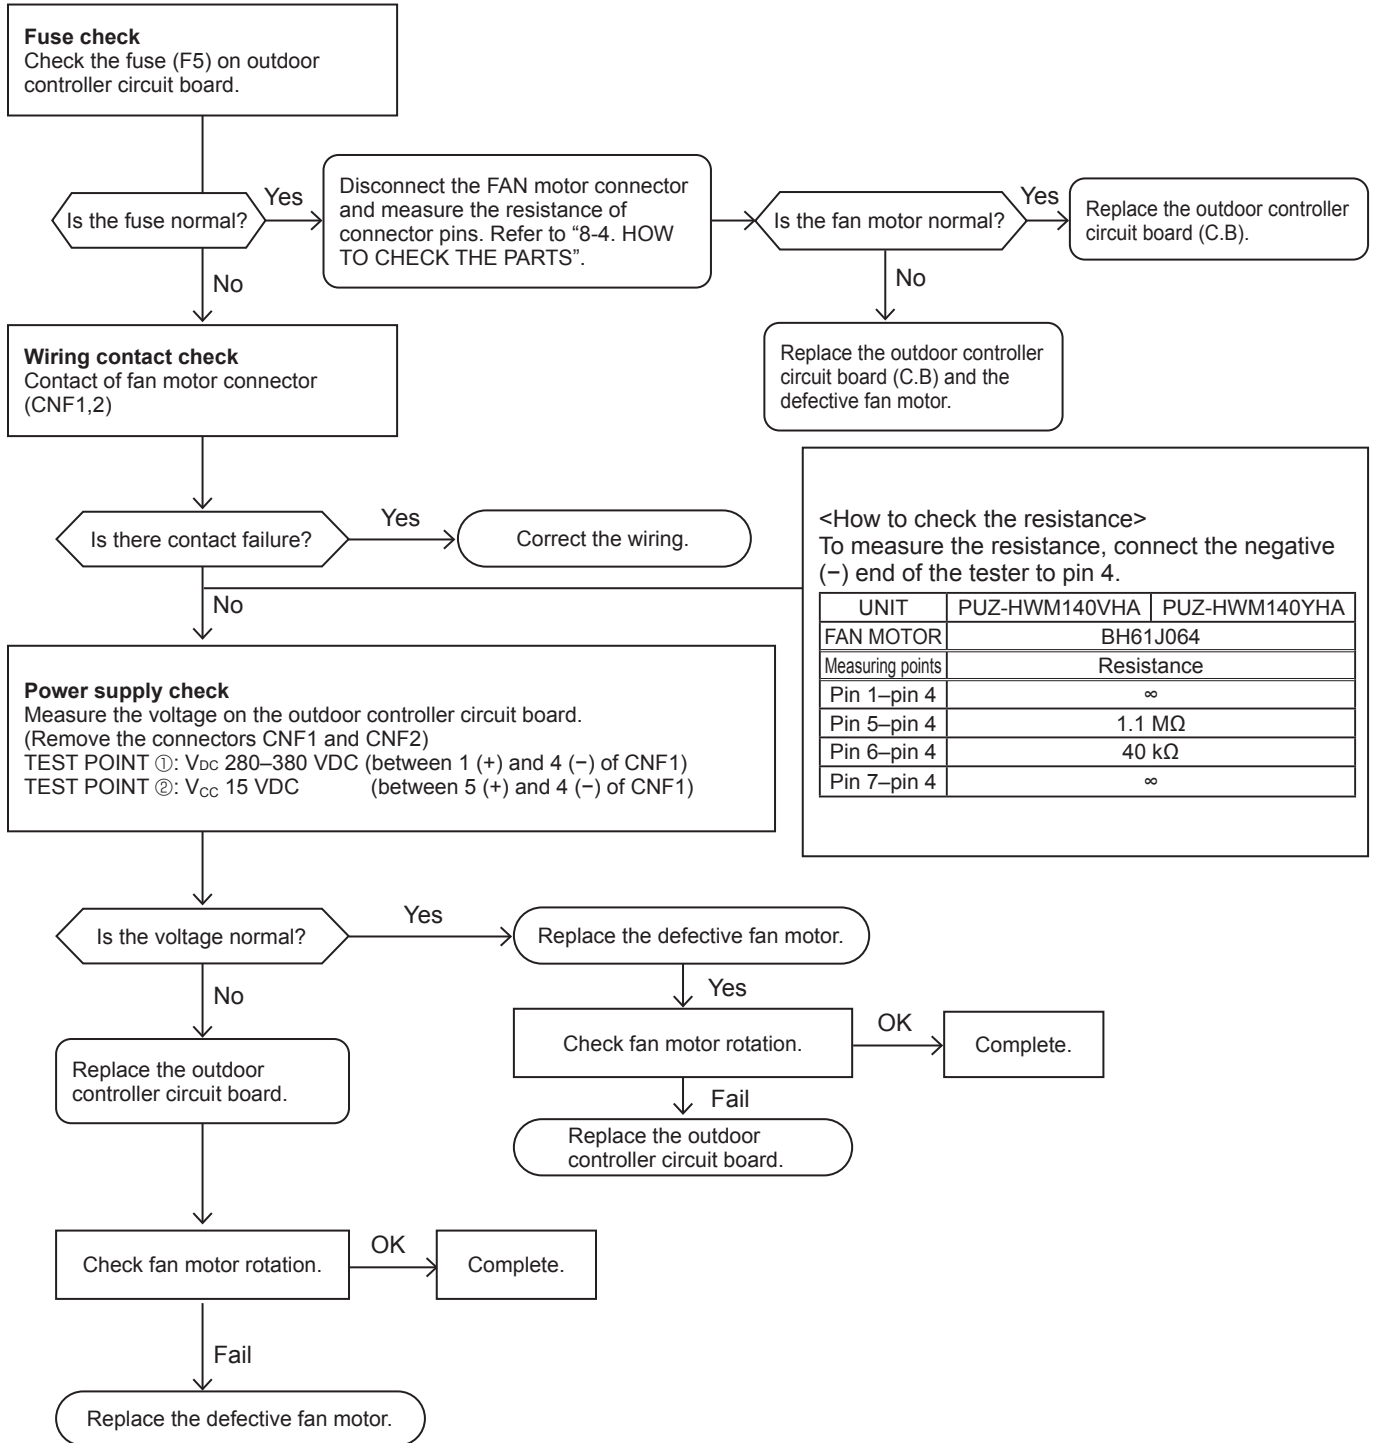 Fuse check
Check the fuse (F5) on outdoor
controller circuit board.
Is the fuse normal?
Yes
Disconnect the FAN motor connector
and measure the resistance of
connector pins. Refer to “8-4. HOW
TO CHECK THE PARTS”.
Is the fan motor normal?
Yes
Replace the outdoor controller
circuit board (C.B).
No
No
Replace the outdoor controller
circuit board (C.B) and the
defective fan motor.
Wiring contact check
Contact of fan motor connector
(CNF1,2)
Is there contact failure?
Yes
Correct the wiring.
No
<How to check the resistance>
To measure the resistance, connect the negative
(−) end of the tester to pin 4.
UNIT PUZ-HWM140VHA PUZ-HWM140YHA
FAN MOTOR BH61J064
Measuring points Resistance
Pin 1–pin 4 ∞
Pin 5–pin 4 1.1 MΩ
Pin 6–pin 4 40 kΩ
Pin 7–pin 4 ∞
Power supply check
Measure the voltage on the outdoor controller circuit board.
(Remove the connectors CNF1 and CNF2)
TEST POINT ①: VDC 280–380 VDC (between 1 (+) and 4 (−) of CNF1)
TEST POINT ②: VCC 15 VDC (between 5 (+) and 4 (−) of CNF1)
Is the voltage normal?
Yes
Replace the defective fan motor.
No
Yes
Replace the outdoor
controller circuit board.
Check fan motor rotation.
OK
Complete.
Fail
Replace the outdoor
controller circuit board.
Check fan motor rotation.
OK
Complete.
Fail
Replace the defective fan motor.